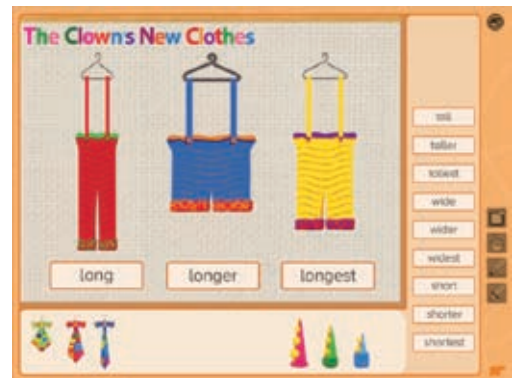 The Clown's New Clothes
long
longer
longest
tall
taller
tallest
wide
wider
widest
short
shorter
shortest